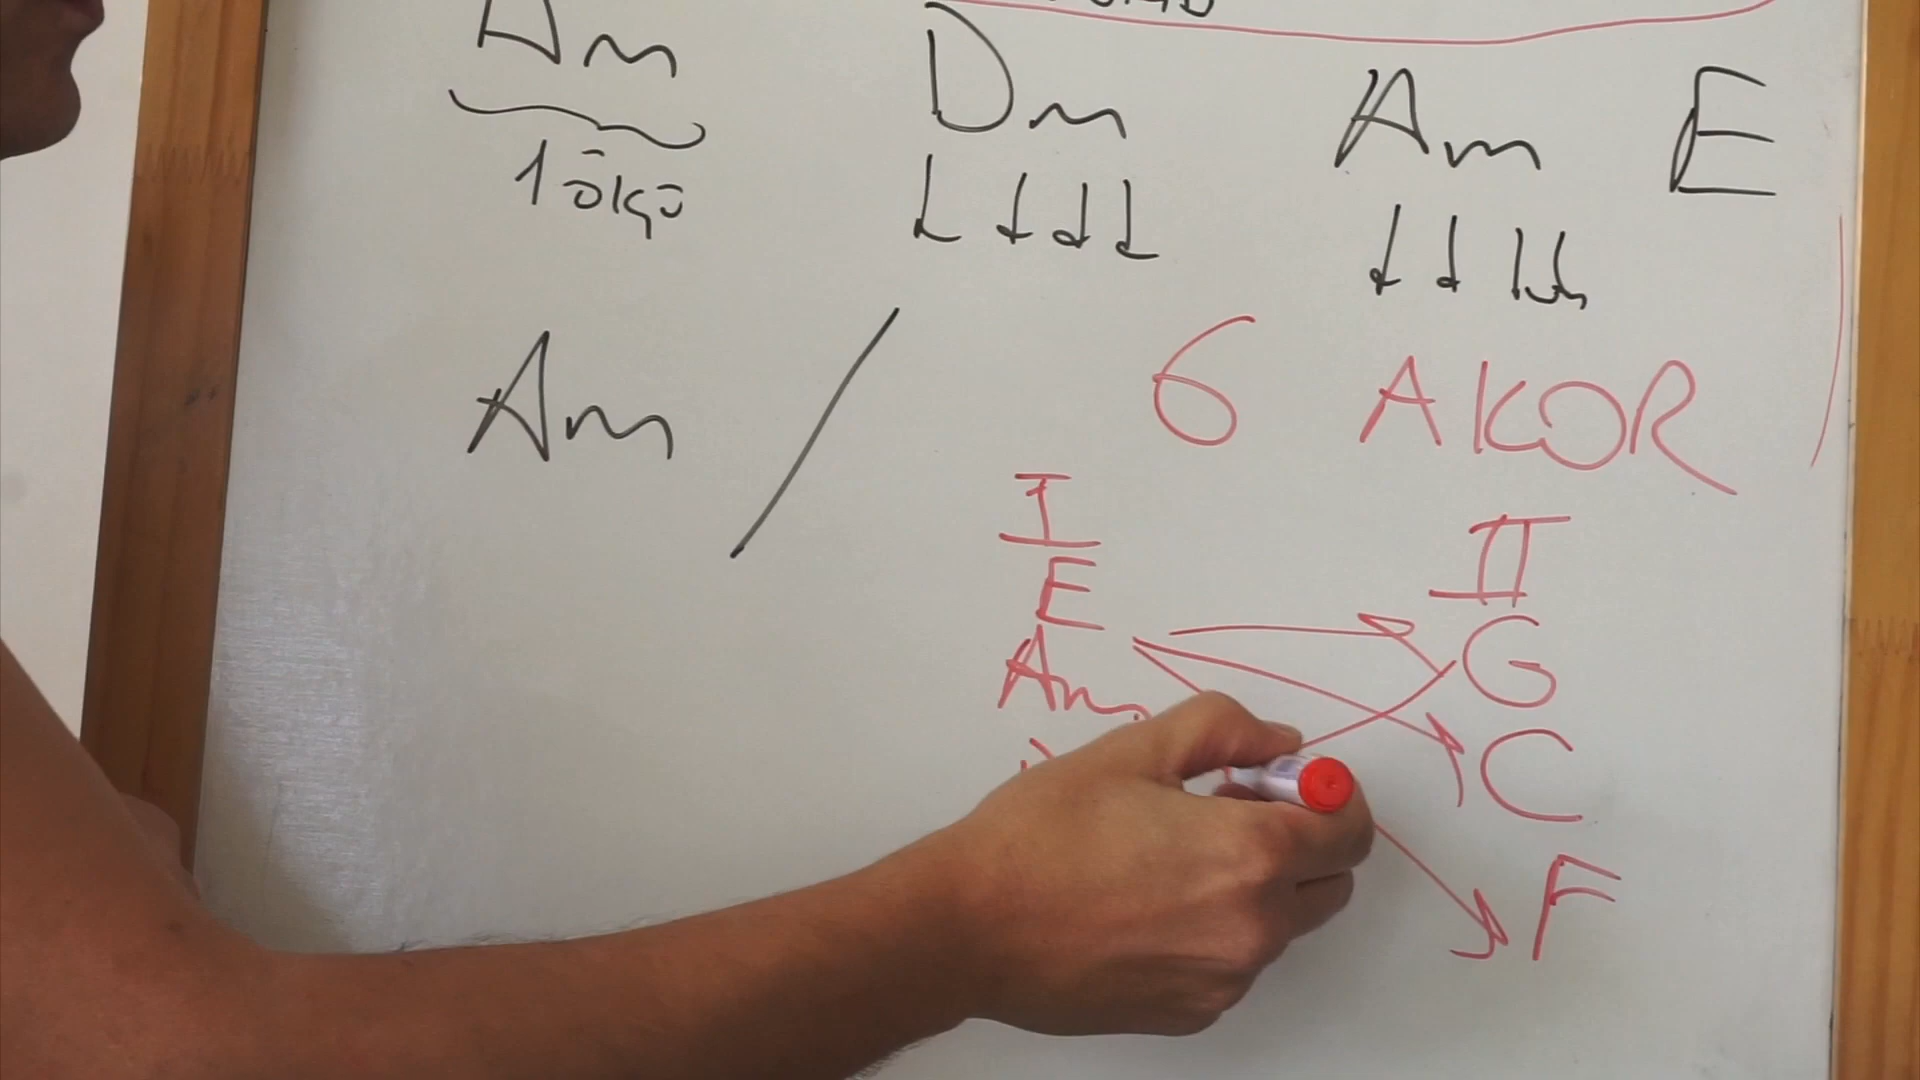 Am Dm Am E
1 ölçü
Am /
6 AKOR
I II
E G
Am C
F